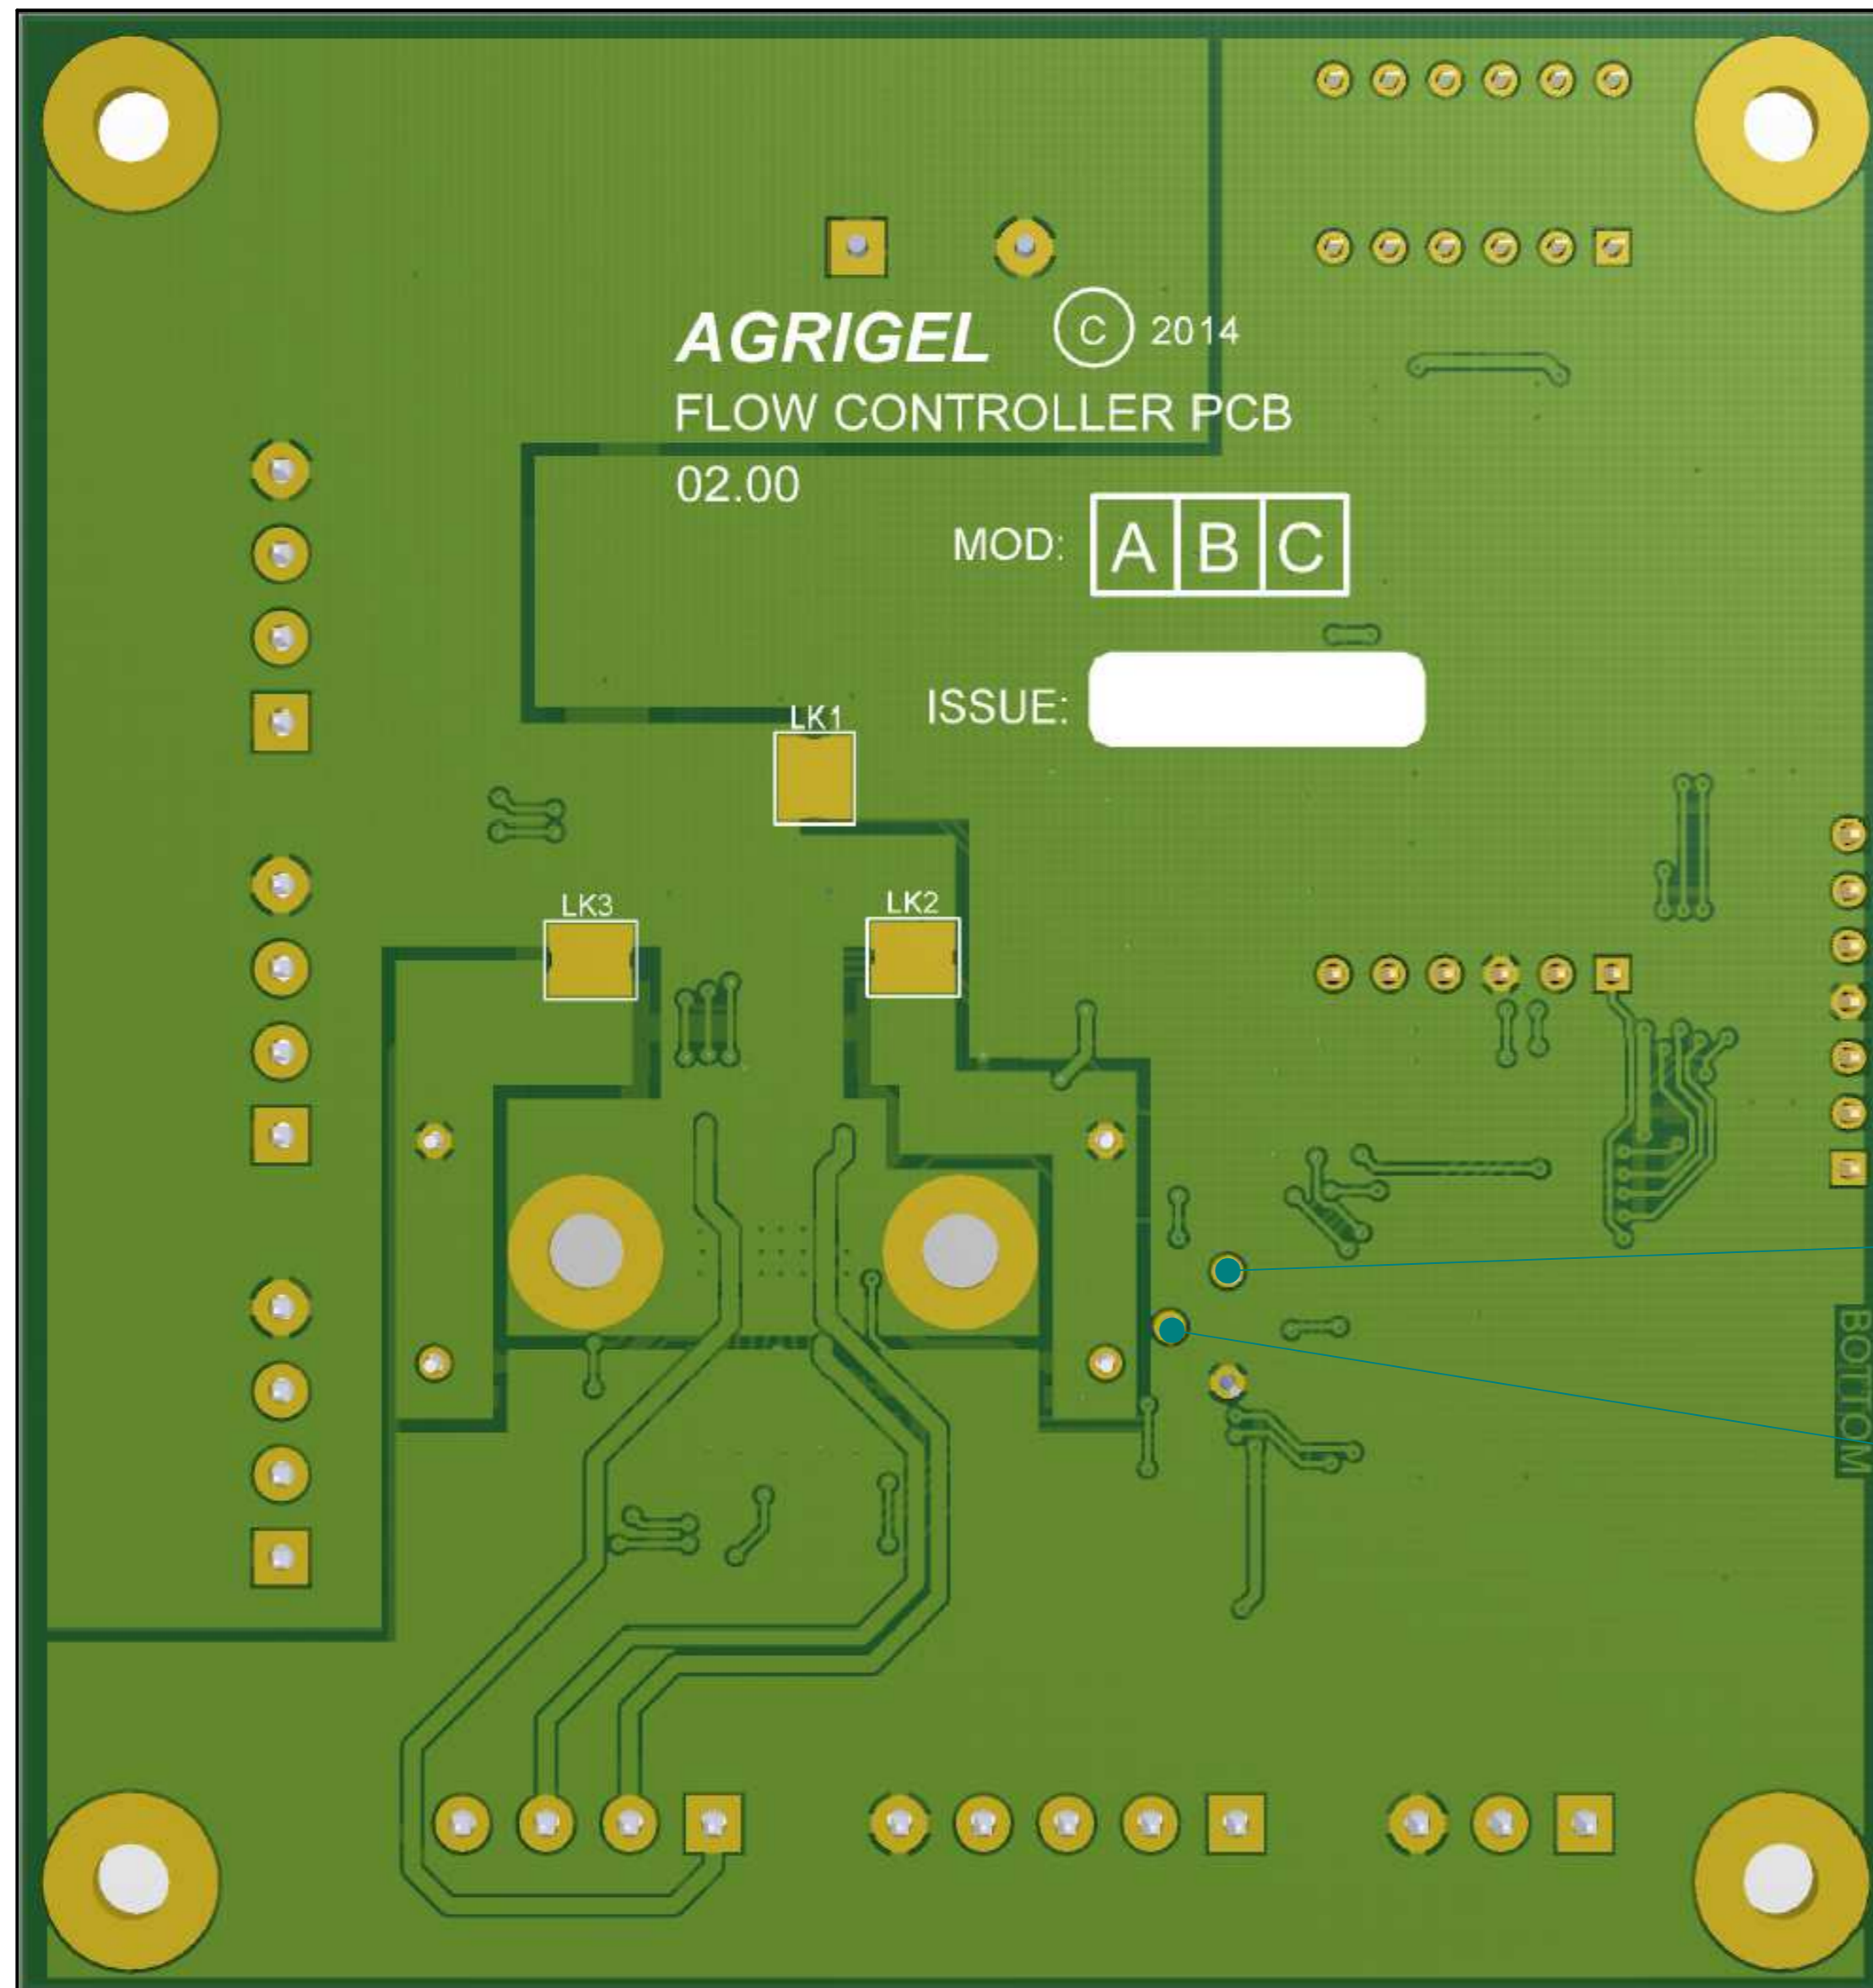 AGRIGEL © 2014
FLOW CONTROLLER PCB
02.00
MOD: A B C
ISSUE:
LK1
LK3 LK2
BOTTOM